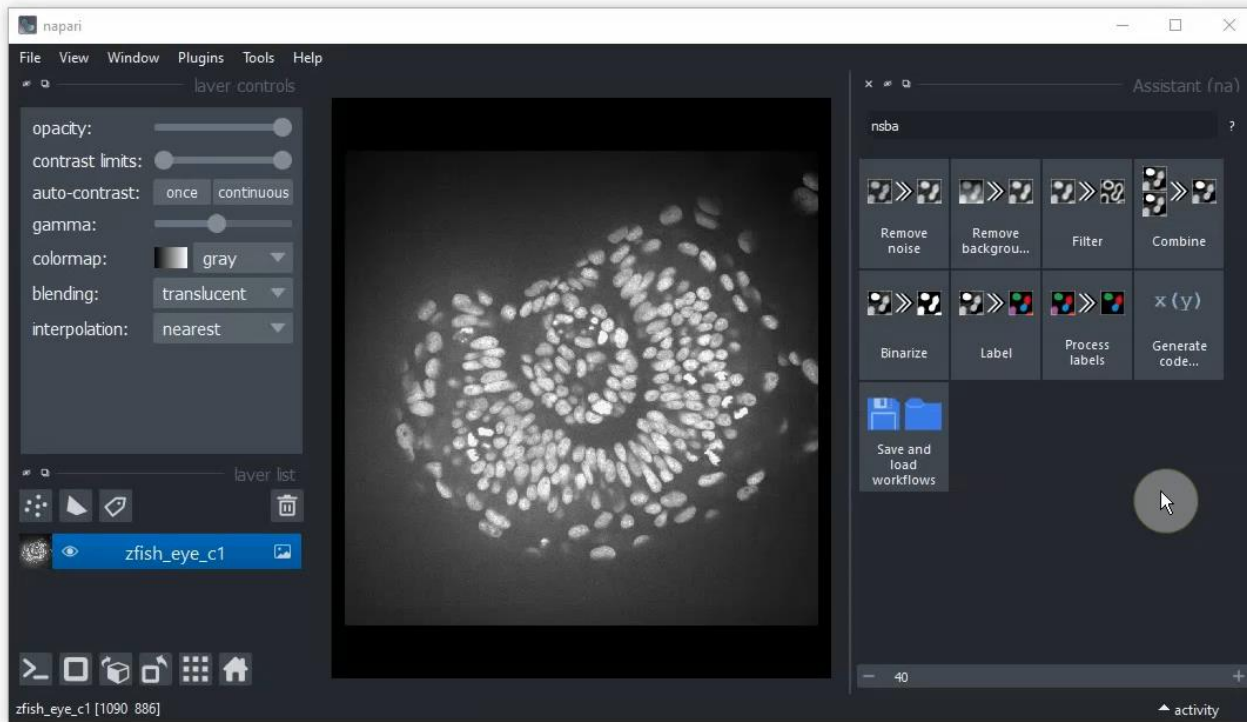 napari
File View Window Plugins Tools Help
layer controls
opacity:
contrast limits:
auto-contrast: once continuous
gamma:
colormap: gray
blending: translucent
interpolation: nearest
layer list
zfish_eye_c1
Assistant (na)
nsba ?
Remove noise
Remove backgrou...
Filter
Combine
Binarize
Label
Process labels
x (y)
Generate code...
Save and load workflows
40
zfish_eye_c1 [1090 886]
activity